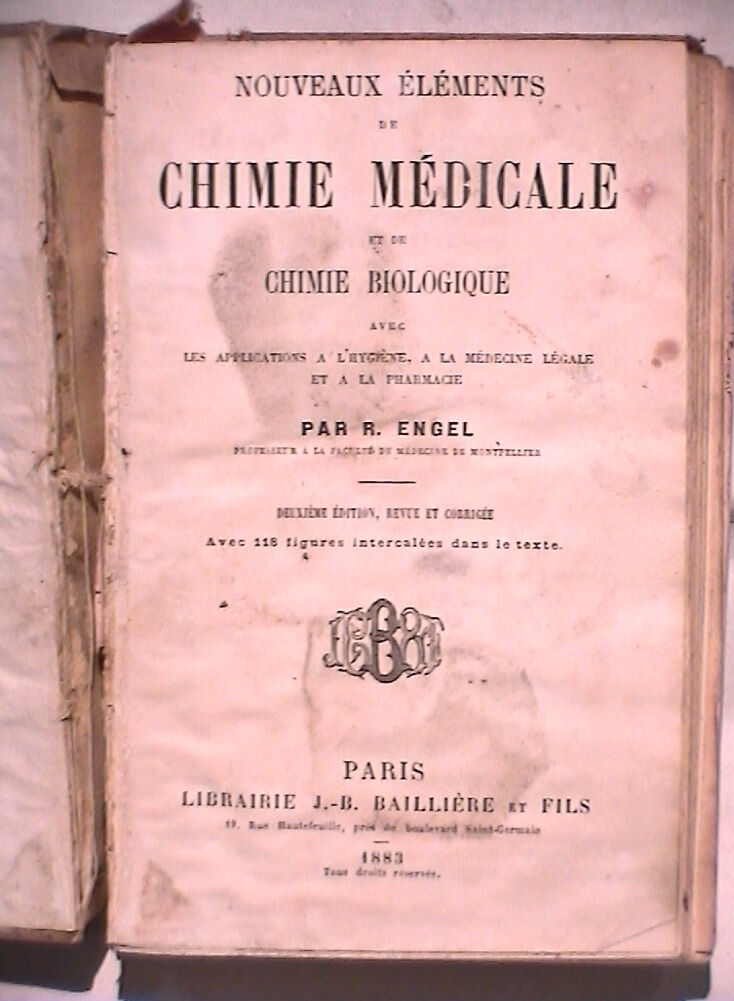 NOUVEAUX ÉLÉMENTS
DE
CHIMIE MÉDICALE
ET DE
CHIMIE BIOLOGIQUE
AVEC
LES APPLICATIONS A L'HYGIÈNE, A LA MÉDECINE LÉGALE
ET A LA PHARMACIE
PAR R. ENGEL
PROFESSEUR A LA FACULTÉ DE MÉDECINE DE MONTPELLIER
DEUXIÈME ÉDITION, REVUE ET CORRIGÉE
Avec 118 figures intercalées dans le texte.
PARIS
LIBRAIRIE J.-B. BAILLIÈRE ET FILS
19, Rue Hautefeuille, près du boulevard Saint-Germain
1883
Tous droits réservés.